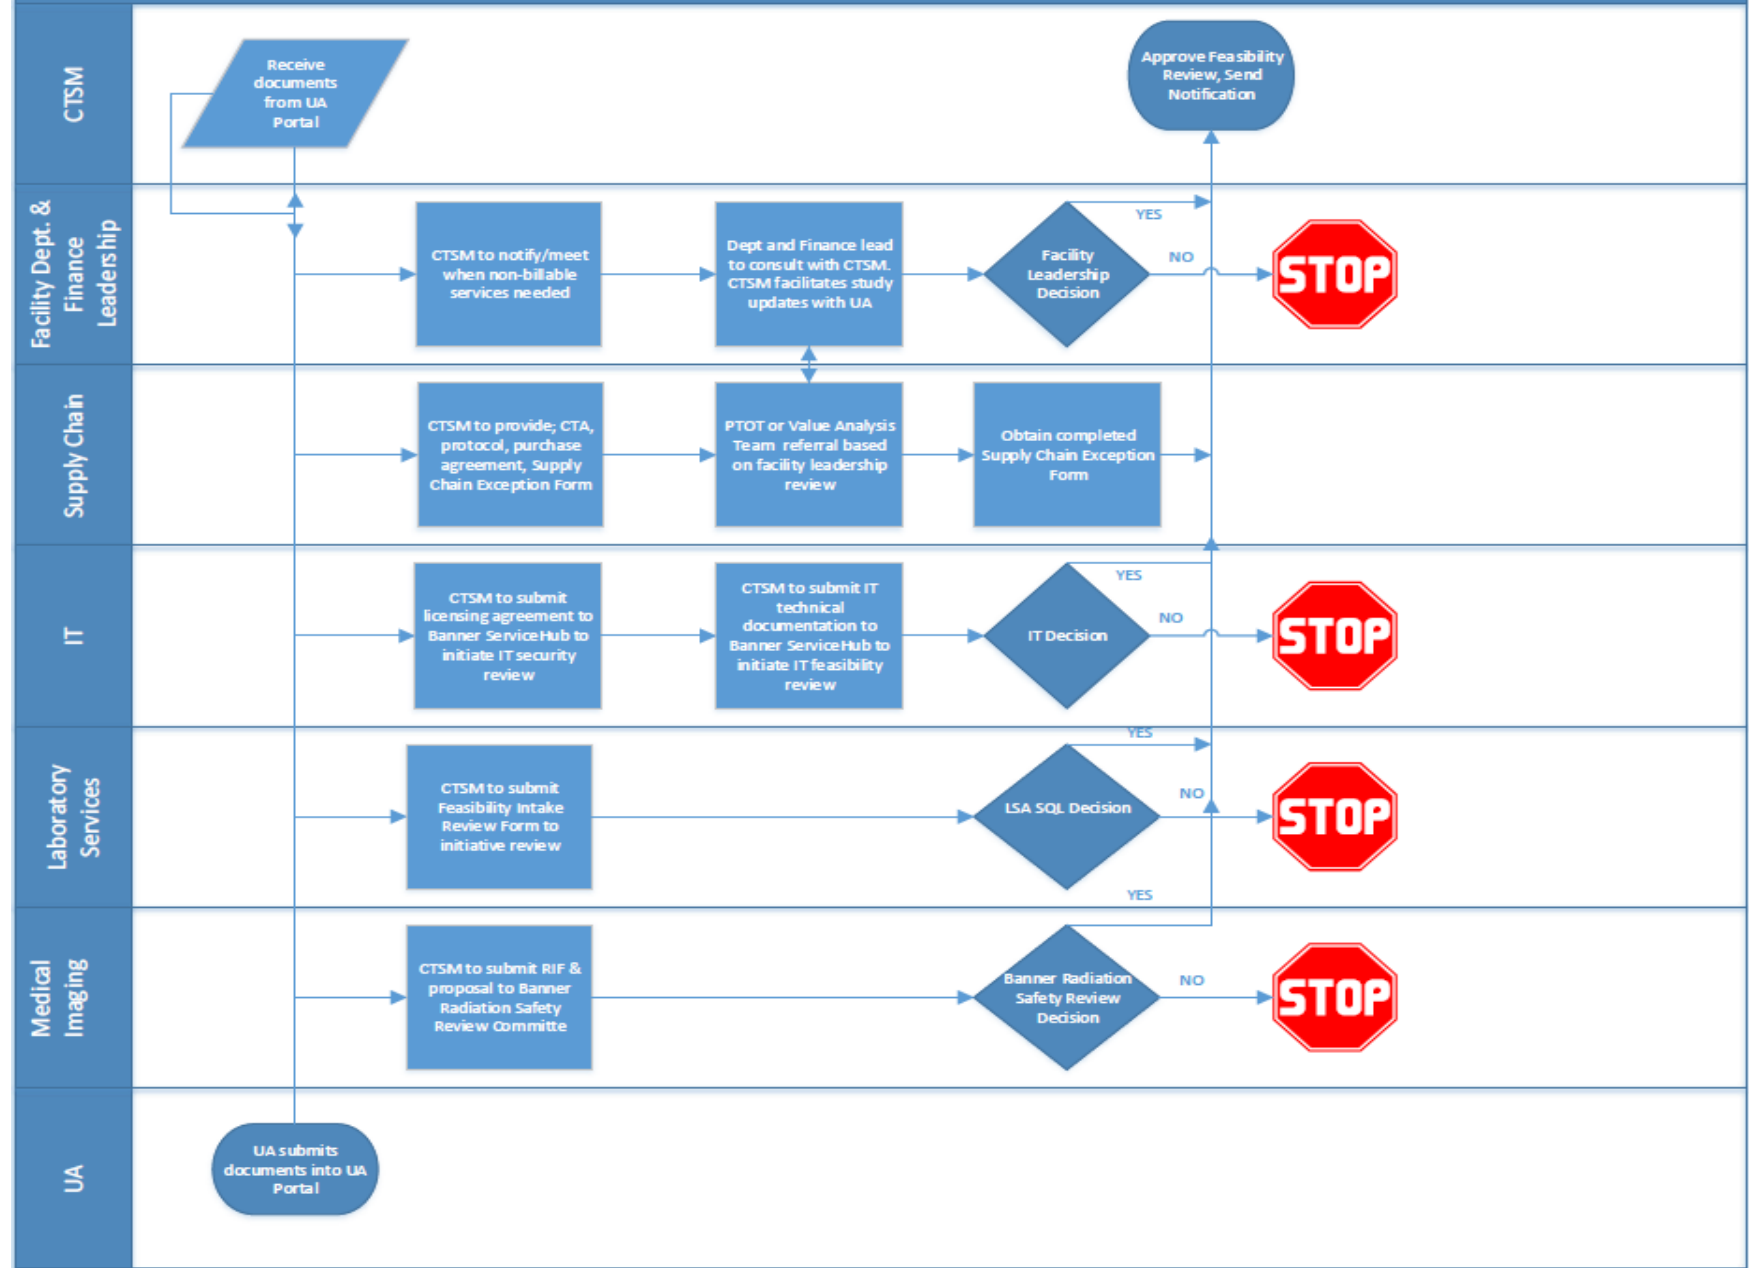 CTSM
Receive
documents
from UA
Portal
Approve Feasibility
Review, Send
Notification
Facility Dept. &
Finance
Leadership
CTSM to notify/meet
when non-billable
services needed
Dept and Finance lead
to consult with CTSM.
CTSM facilitates study
updates with UA
Facility
Leadership
Decision
YES
NO
STOP
Supply Chain
CTSM to provide; CTA,
protocol, purchase
agreement, Supply
Chain Exception Form
PTOT or Value Analysis
Team referral based
on facility leadership
review
Obtain completed
Supply Chain Exception
Form
IT
CTSM to submit
licensing agreement to
Banner ServiceHub to
initiate IT security
review
CTSM to submit IT
technical
documentation to
Banner ServiceHub to
initiate IT feasibility
review
IT Decision
YES
NO
STOP
Laboratory
Services
CTSM to submit
Feasibility Intake
Review Form to
initiative review
LSA SQL Decision
YES
NO
STOP
Medical
Imaging
CTSM to submit RIF &
proposal to Banner
Radiation Safety
Review Committe
Banner Radiation
Safety Review
Decision
YES
NO
STOP
UA
UA submits
documents into UA
Portal